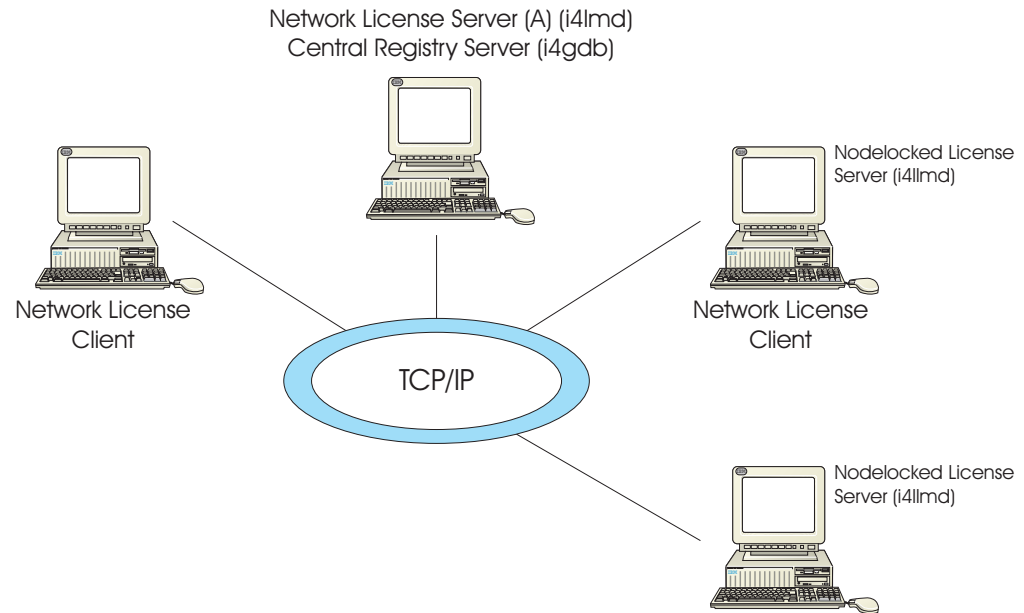 Network License Server (A) (i4lmd)
Central Registry Server (i4gdb)
Nodelocked License
Server (i4llmd)
Network License
Client
Network License
Client
TCP/IP
Nodelocked License
Server (i4llmd)